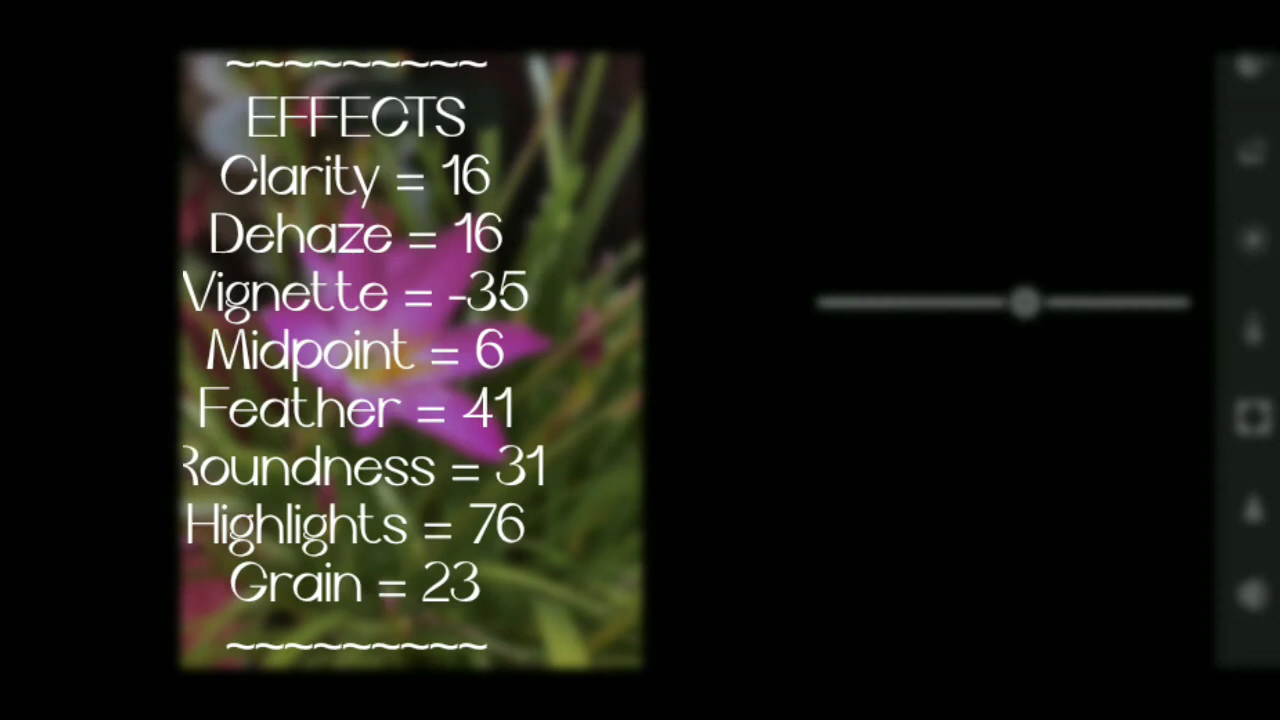 ~~~~~~~~~
EFFECTS
Clarity = 16
Dehaze = 16
Vignette = -35
Midpoint = 6
Feather = 41
Roundness = 31
Highlights = 76
Grain = 23
~~~~~~~~~